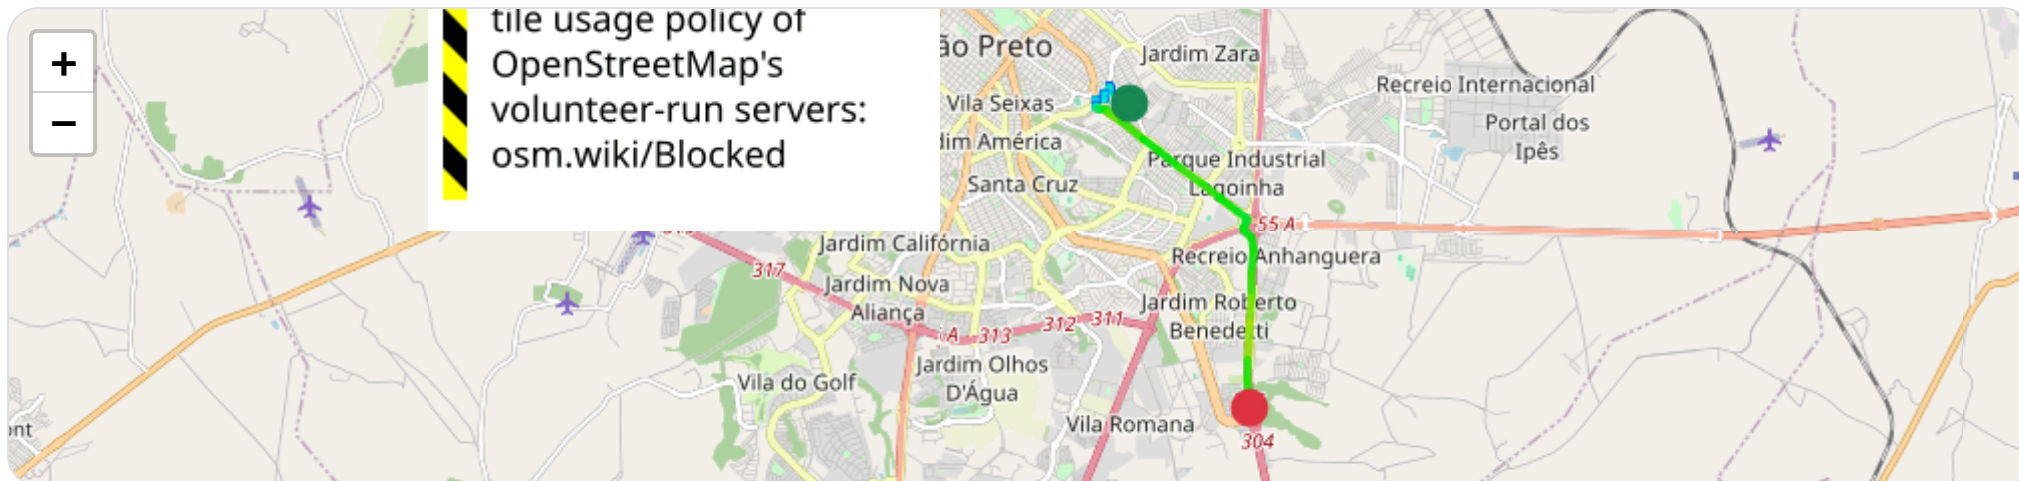 tile usage policy of
OpenStreetMap's
volunteer-run servers:
osm.wiki/Blocked
+
−
ão Preto
Jardim Zara
Recreio Internacional
Vila Seixas
Portal dos
Ipês
dim América
Parque Industrial
Lagoinha
Santa Cruz
55 A
Jardim Califórnia
Recreio Anhanguera
317
Jardim Nova
Aliança
Jardim Roberto
Benedetti
A
313
312
311
Jardim Olhos
D'Água
Vila do Golf
Vila Romana
ont
304